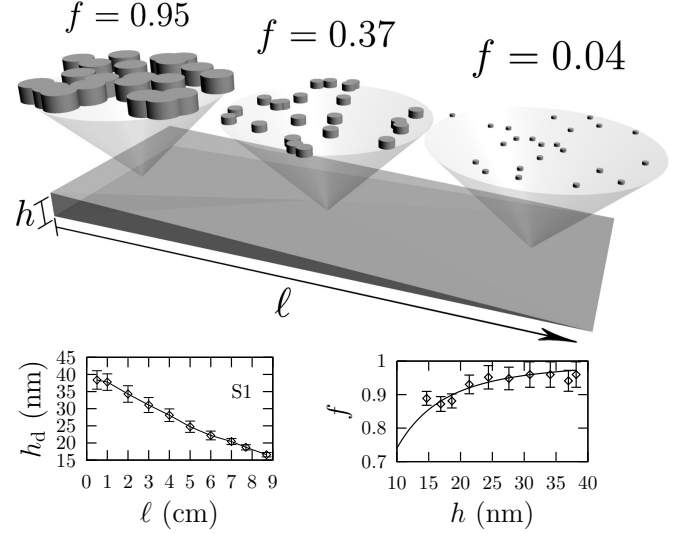 f = 0.95
f = 0.37
f = 0.04
h
ℓ
45
40
35
30
25
20
15
h_d (nm)
S1
0 1 2 3 4 5 6 7 8 9
ℓ (cm)
1
0.9
0.8
0.7
f
10 15 20 25 30 35 40
h (nm)